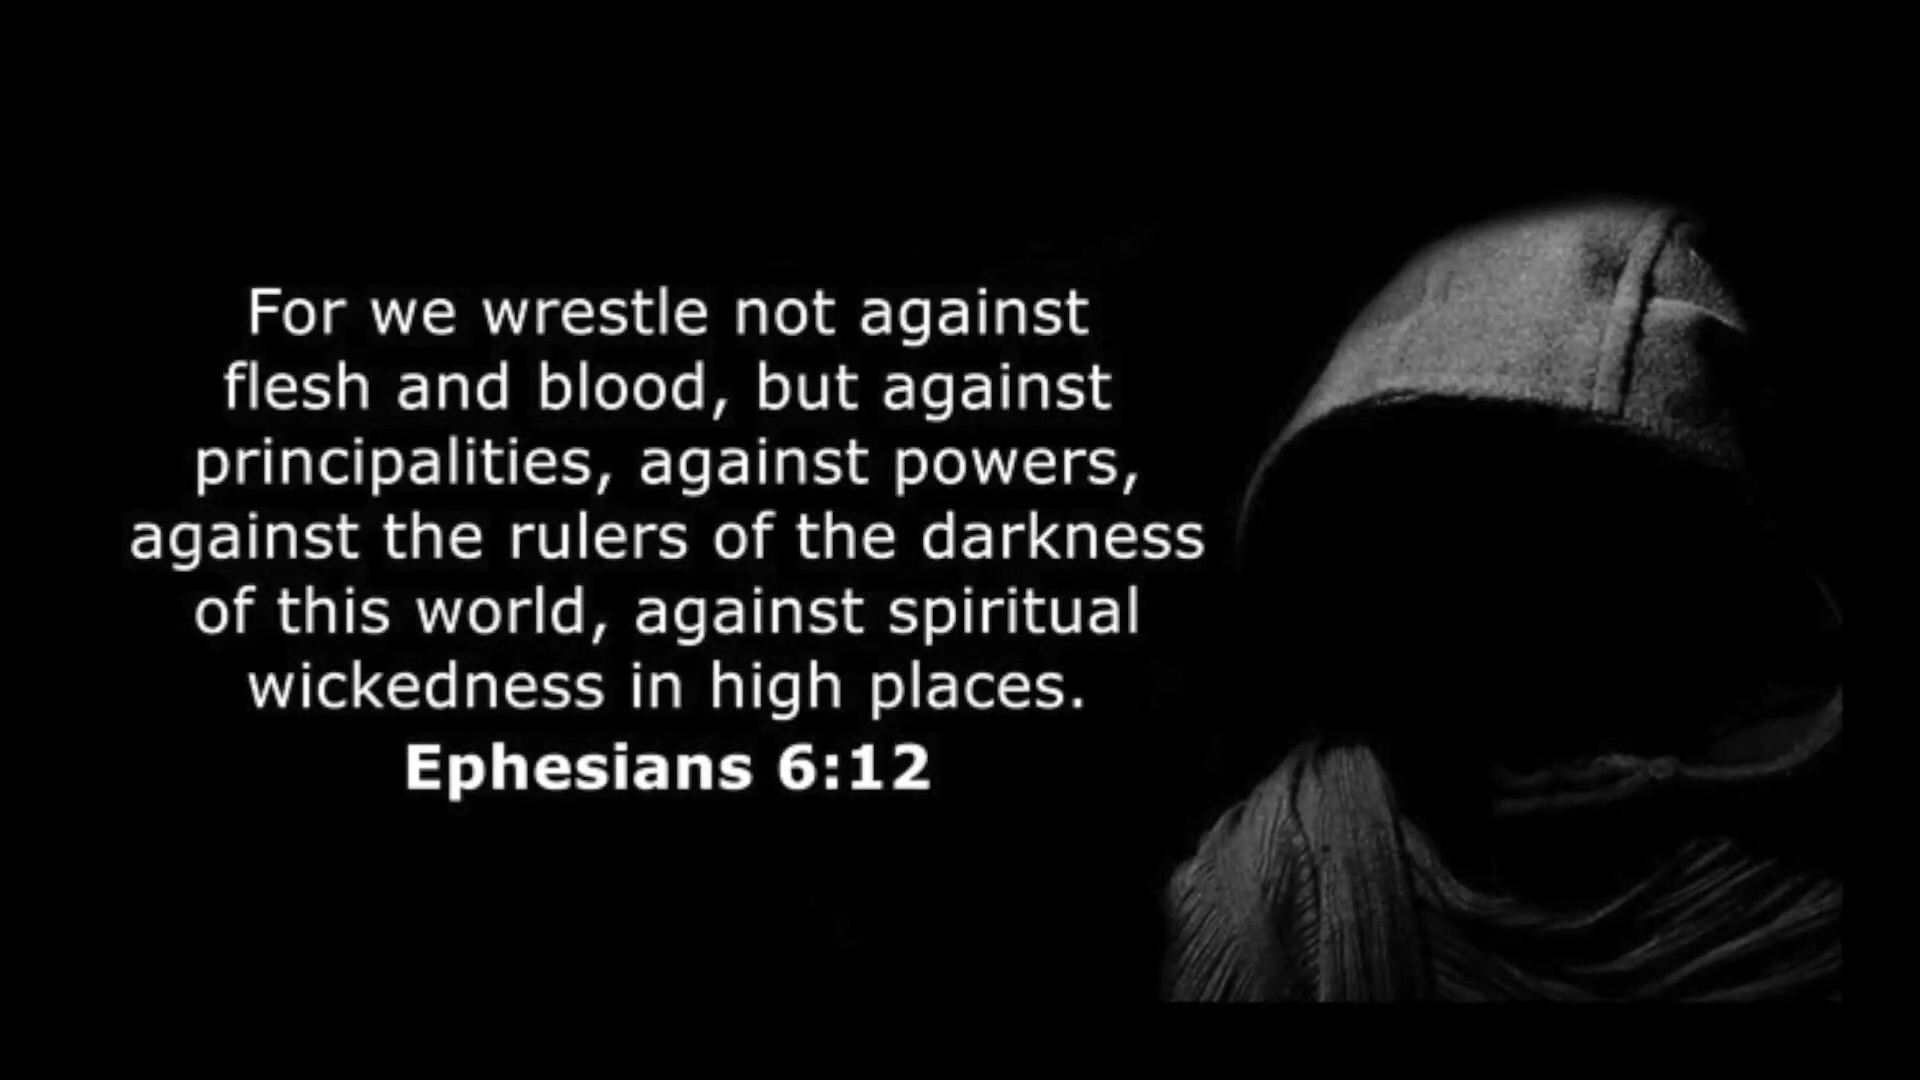 For we wrestle not against
flesh and blood, but against
principalities, against powers,
against the rulers of the darkness
of this world, against spiritual
wickedness in high places.
Ephesians 6:12